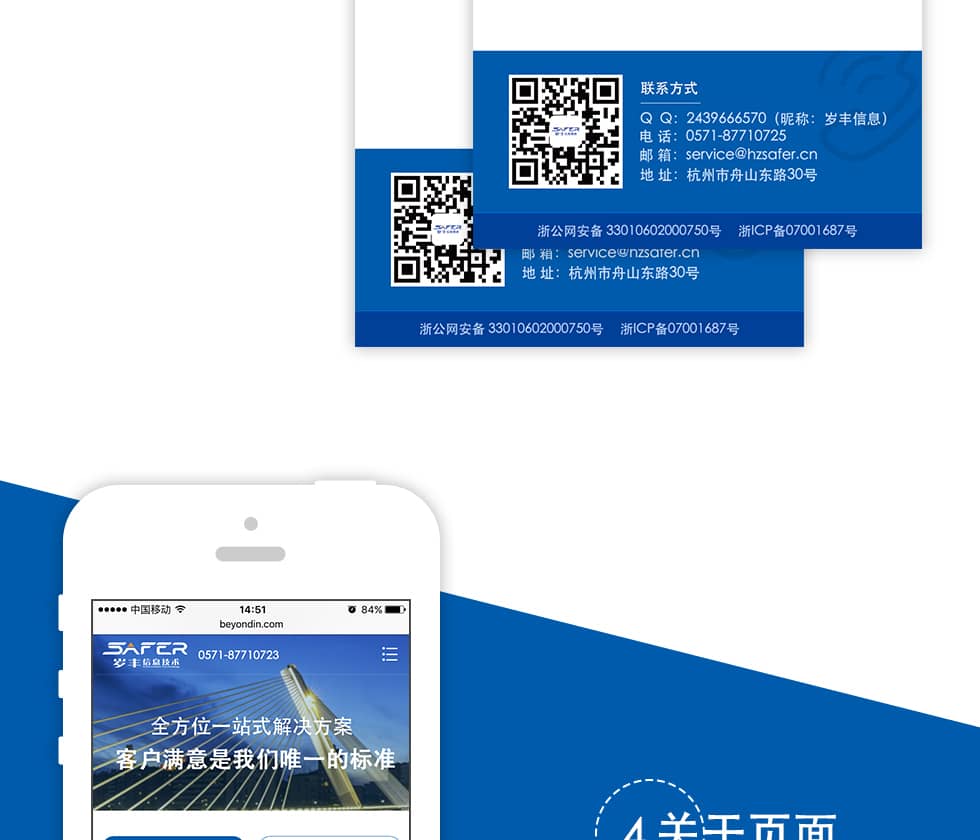 联系方式
Q Q：2439666570（昵称：岁丰信息）
电 话：0571-87710725
邮 箱：service@hzsafer.cn
地 址：杭州市舟山东路30号
浙公网安备 33010602000750号 浙ICP备07001687号
SAFER
邮 箱：service@hzsafer.cn
地 址：杭州市舟山东路30号
浙公网安备 33010602000750号 浙ICP备07001687号
SAFER
中国移动 14:51 84%
beyondin.com
SAFER
岁丰信息技术
0571-87710723
全方位一站式解决方案
客户满意是我们唯一的标准
4 关于页面